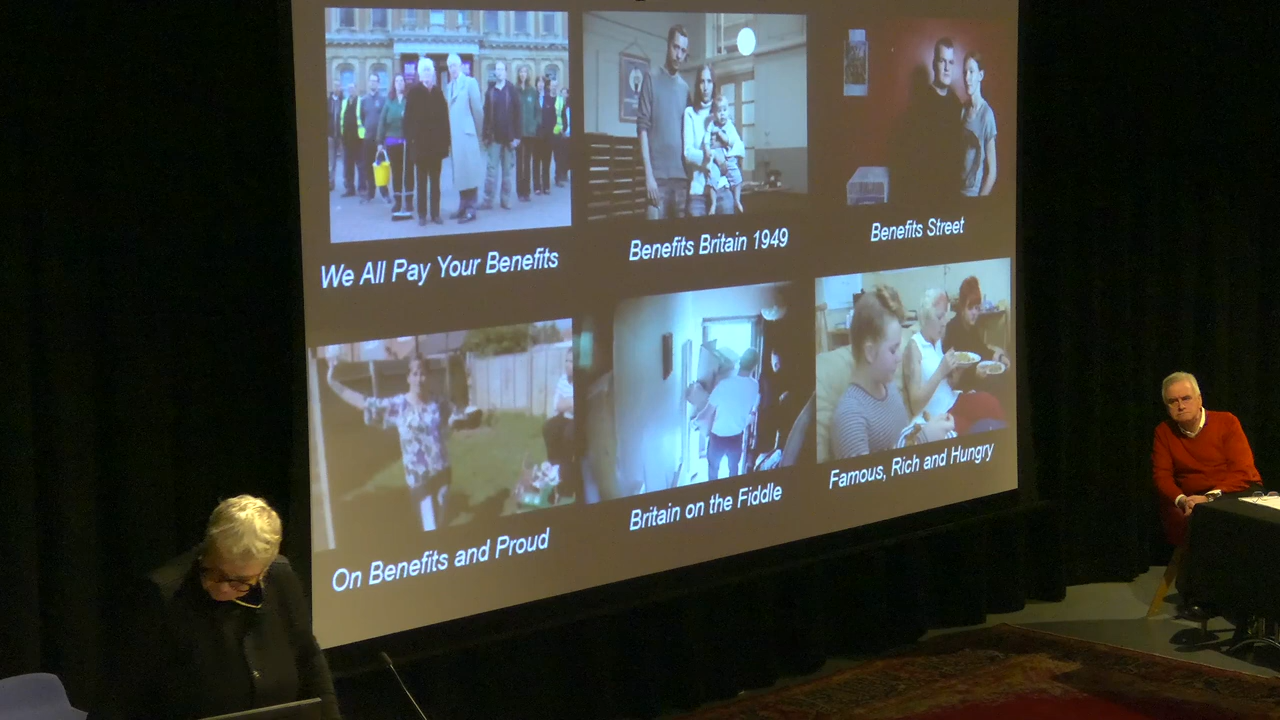 We All Pay Your Benefits
Benefits Britain 1949
Benefits Street
On Benefits and Proud
Britain on the Fiddle
Famous, Rich and Hungry